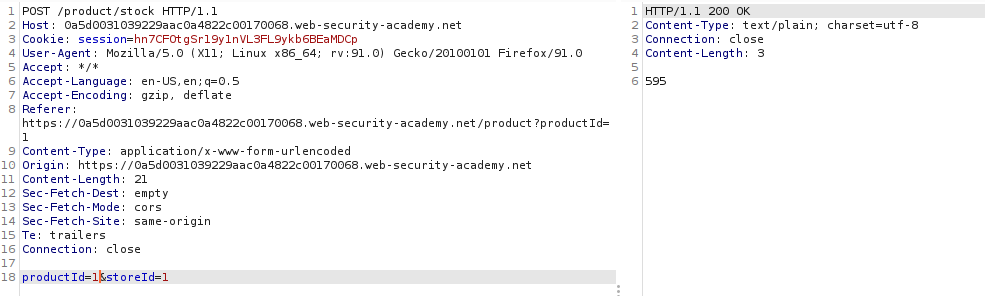 1 POST /product/stock HTTP/1.1
2 Host: 0a5d0031039229aac0a4822c00170068.web-security-academy.net
3 Cookie: session=hn7CFOtgSrl9y1nVL3FL9ykb6BEaMDCp
4 User-Agent: Mozilla/5.0 (X11; Linux x86_64; rv:91.0) Gecko/20100101 Firefox/91.0
5 Accept: */*
6 Accept-Language: en-US,en;q=0.5
7 Accept-Encoding: gzip, deflate
8 Referer:
https://0a5d0031039229aac0a4822c00170068.web-security-academy.net/product?productId=
1
9 Content-Type: application/x-www-form-urlencoded
10 Origin: https://0a5d0031039229aac0a4822c00170068.web-security-academy.net
11 Content-Length: 21
12 Sec-Fetch-Dest: empty
13 Sec-Fetch-Mode: cors
14 Sec-Fetch-Site: same-origin
15 Te: trailers
16 Connection: close
17
18 productId=1&storeId=1
1 HTTP/1.1 200 OK
2 Content-Type: text/plain; charset=utf-8
3 Connection: close
4 Content-Length: 3
5
6 595